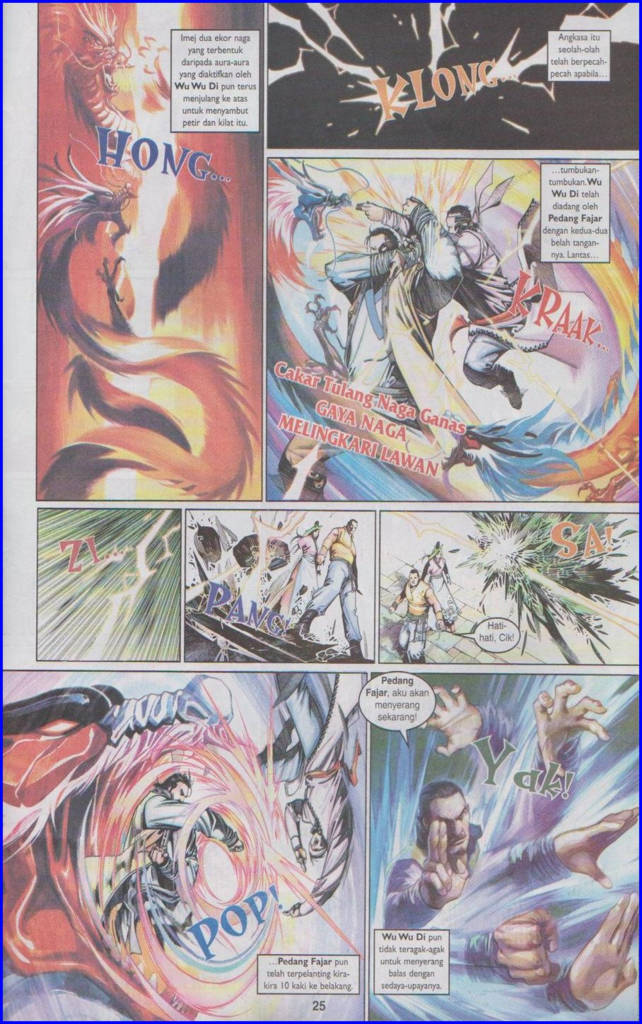 Imej dua ekor naga
yang terbentuk
daripada aura-aura
yang diaktifkan oleh
Wu Wu Di pun terus
menjulang ke atas
untuk menyambut
petir dan kilat itu.
HONG...
Angkasa itu
seolah-olah
telah berpecah-
pecah apabila...
KLONG...
...tumbukan-
tumbukan.Wu
Wu Di telah
diadang oleh
Pedang Fajar
dengan kedua-dua
belah tangan-
nya. Lantas...
KRAAK...
Cakar Tulang Naga Ganas
GAYA NAGA
MELINGKARI LAWAN
ZI...
PANG!
SA!
Hati-
hati, Cik!
POP!
...Pedang Fajar pun
telah terpelanting kira-
kira 10 kaki ke belakang.
Pedang
Fajar, aku akan
menyerang
sekarang!
Yak!
Wu Wu Di pun
tidak teragak-agak
untuk menyerang
balas dengan
sedaya-upayanya.
25